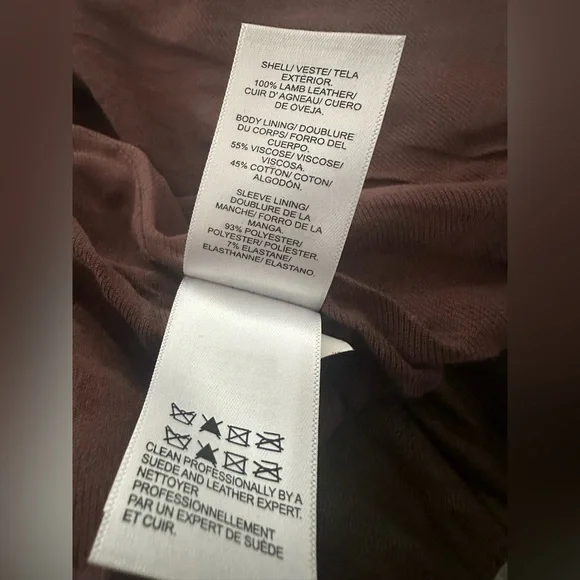 SHELL/ VESTE/ TELA
EXTERIOR.
100% LAMB LEATHER/
CUIR D'AGNEAU/ CUERO
DE OVEJA.
BODY LINING/ DOUBLURE
DU CORPS/ FORRO DEL
CUERPO.
55% VISCOSE/ VISCOSE/
VISCOSA.
45% COTTON/ COTON/
ALGODÓN.
SLEEVE LINING/
DOUBLURE DE LA
MANCHE/ FORRO DE LA
MANGA.
93% POLYESTER/
POLYESTER/ POLIESTER.
7% ELASTANE/
ELASTHANNE/ ELASTANO.
CLEAN PROFESSIONALLY BY A
SUEDE AND LEATHER EXPERT.
NETTOYER
PROFESSIONNELLEMENT
PAR UN EXPERT DE SUÈDE
ET CUIR.